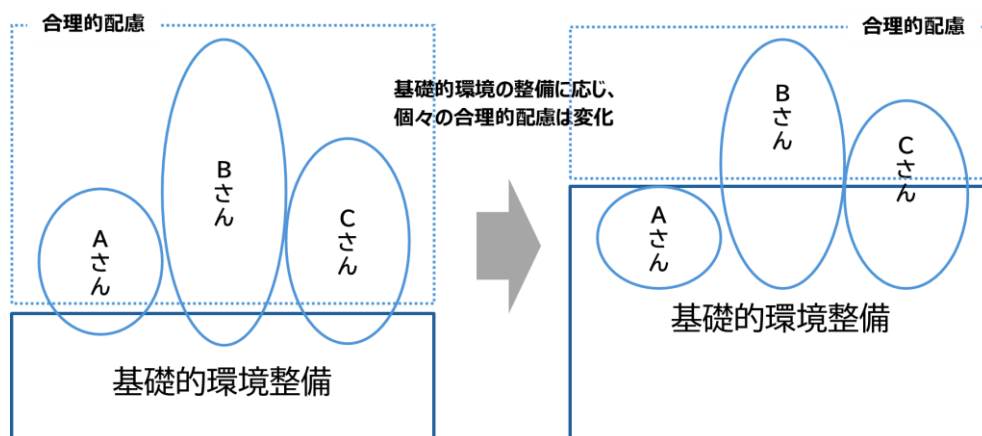 合理的配慮
Aさん
Bさん
Cさん
基礎的環境整備
基礎的環境の整備に応じ、
個々の合理的配慮は変化
合理的配慮
Aさん
Bさん
Cさん
基礎的環境整備